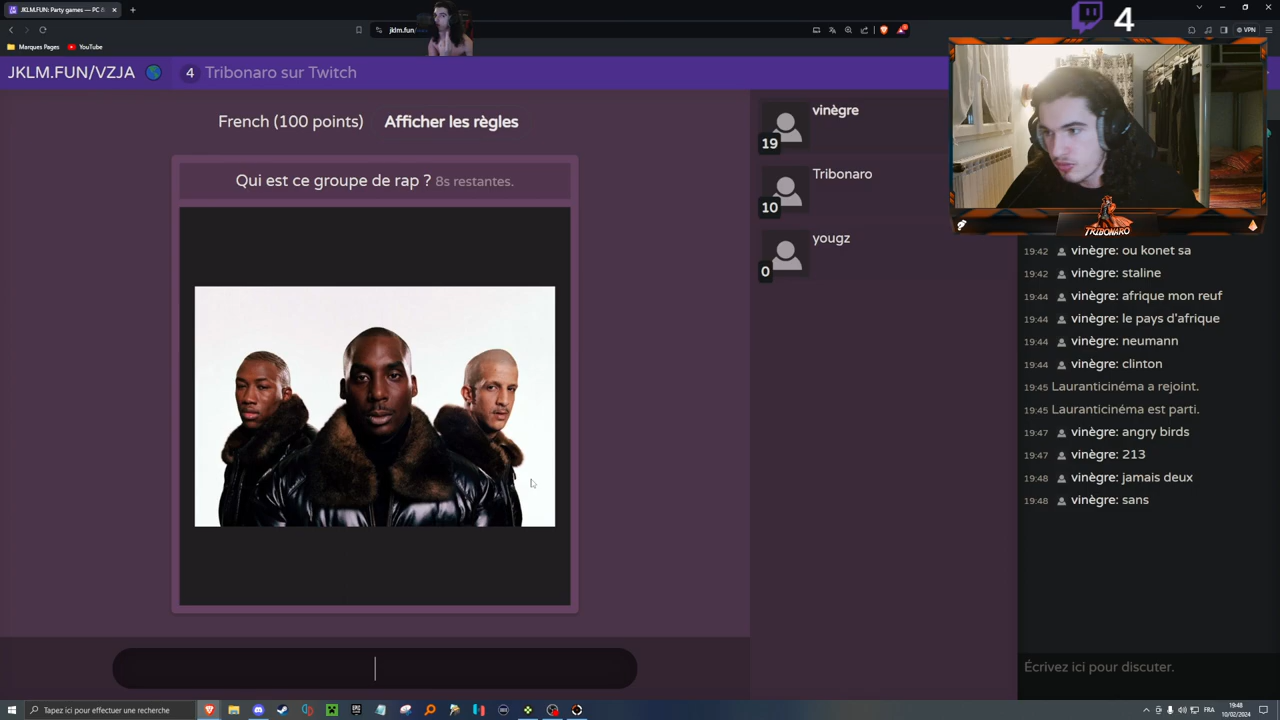 JKLM.FUN: Party games — PC &
jklm.fun/
VPN
Marques Pages
YouTube
4
JKLM.FUN/VZJA
4
Tribonaro sur Twitch
French (100 points)
Afficher les règles
Qui est ce groupe de rap ? 8s restantes.
vinègre
19
Tribonaro
10
yougz
0
TRIBONARO
19:42 vinègre: ou konet sa
19:42 vinègre: staline
19:44 vinègre: afrique mon reuf
19:44 vinègre: le pays d'afrique
19:44 vinègre: neumann
19:44 vinègre: clinton
19:45 Lauranticinéma a rejoint.
19:45 Lauranticinéma est parti.
19:47 vinègre: angry birds
19:47 vinègre: 213
19:48 vinègre: jamais deux
19:48 vinègre: sans
Écrivez ici pour discuter.
Tapez ici pour effectuer une recherche
FRA
19:48
10/02/2024